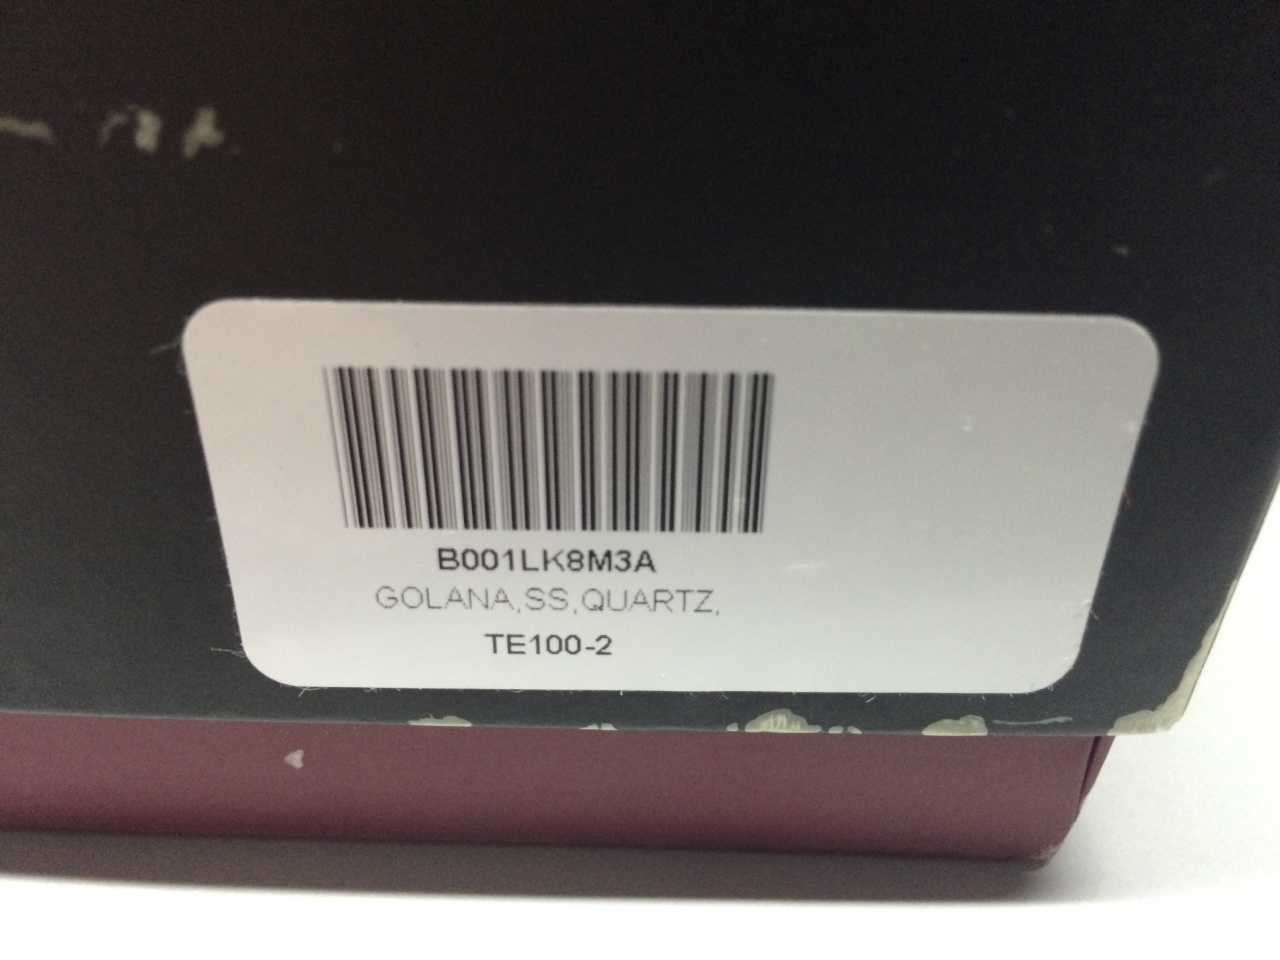 B001LK8M3A
GOLANA,SS,QUARTZ,
TE100-2